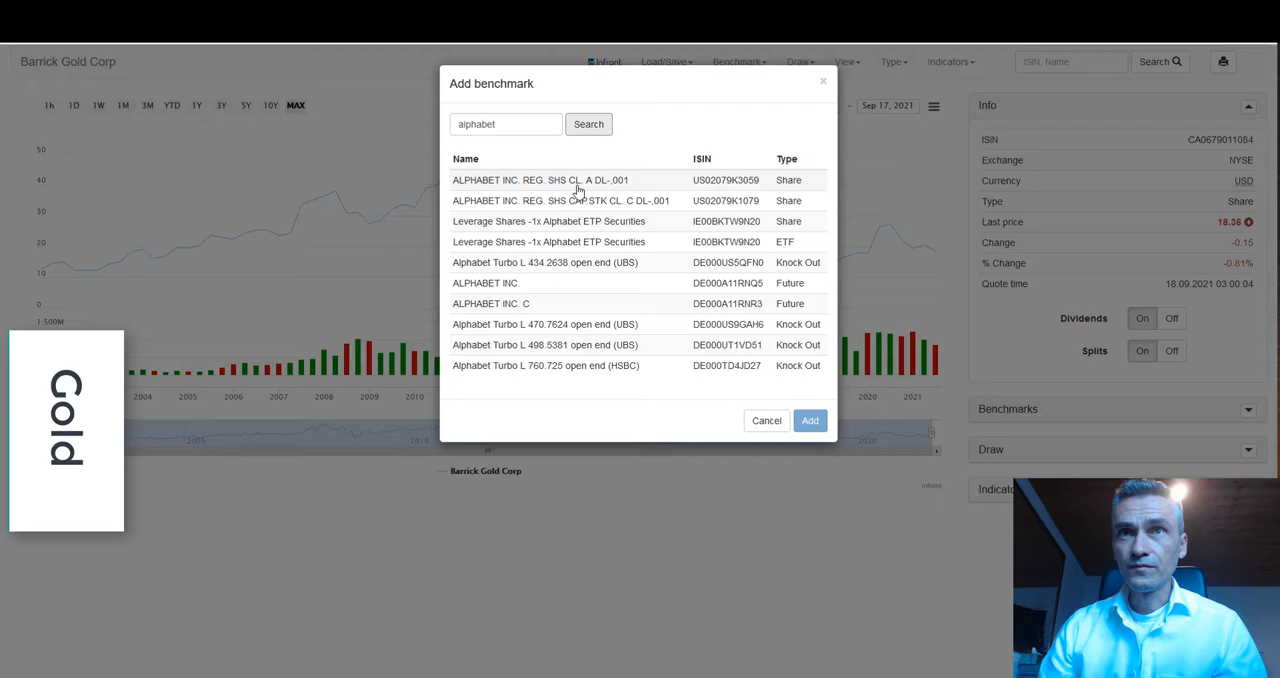 Barrick Gold Corp
Infront
Load/Save
Benchmark
Draw
View
Type
Indicators
ISIN, Name
Search
1h 1D 1W 1M 3M YTD 1Y 3Y 5Y 10Y MAX
– Sep 17, 2021
50
40
30
20
10
0
1 500M
2004 2005 2006 2007 2008 2009 2010
2020 2021
2005
2010
2020
Barrick Gold Corp
Infront
Add benchmark
×
alphabet
Search
Name ISIN Type
ALPHABET INC. REG. SHS CL. A DL-,001 US02079K3059 Share
ALPHABET INC. REG. SHS CAP STK CL. C DL-,001 US02079K1079 Share
Leverage Shares -1x Alphabet ETP Securities IE00BKTW9N20 Share
Leverage Shares -1x Alphabet ETP Securities IE00BKTW9N20 ETF
Alphabet Turbo L 434.2638 open end (UBS) DE000US5QFN0 Knock Out
ALPHABET INC. DE000A11RNQ5 Future
ALPHABET INC. C DE000A11RNR3 Future
Alphabet Turbo L 470.7624 open end (UBS) DE000US9GAH6 Knock Out
Alphabet Turbo L 498.5381 open end (UBS) DE000UT1VD51 Knock Out
Alphabet Turbo L 760.725 open end (HSBC) DE000TD4JD27 Knock Out
Cancel
Add
Info
ISIN CA0679011084
Exchange NYSE
Currency USD
Type Share
Last price 18.36
Change -0.15
% Change -0.81%
Quote time 18.09.2021 03:00:04
Dividends On Off
Splits On Off
Benchmarks
Draw
Gold